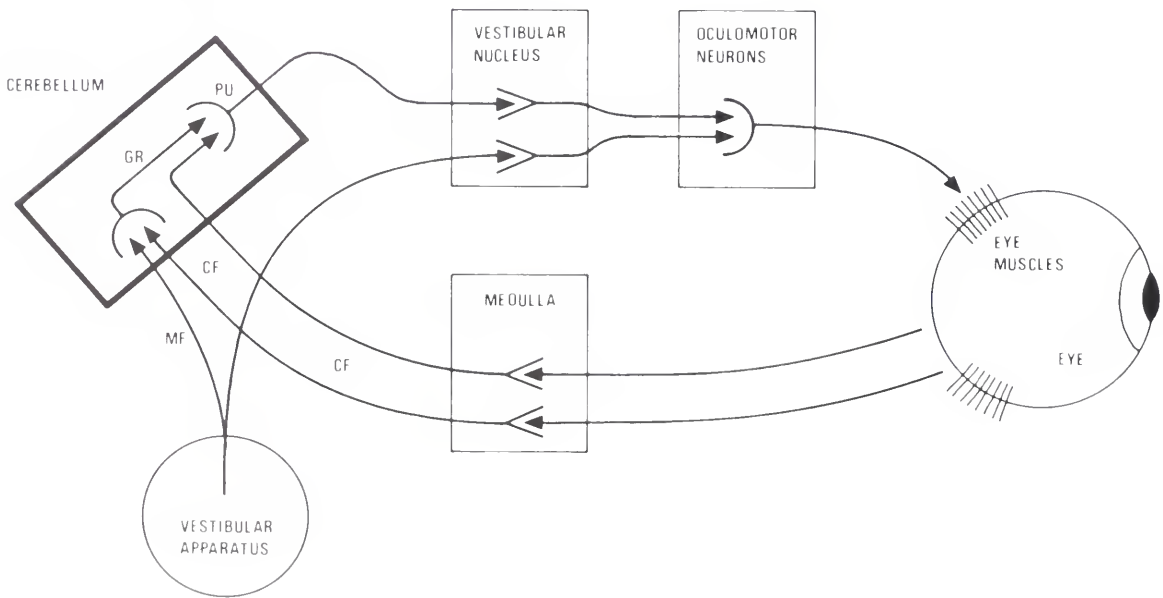 VESTIBULAR
NUCLEUS
OCULOMOTOR
NEURONS
CEREBELLUM
PU
GR
CF
EYE
MUSCLES
MEDULLA
MF
CF
EYE
VESTIBULAR
APPARATUS